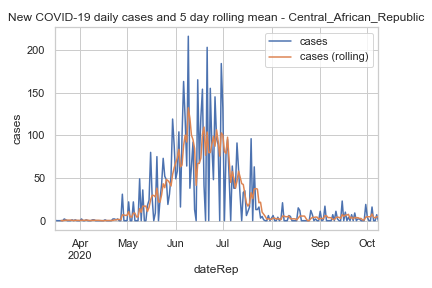 New COVID-19 daily cases and 5 day rolling mean - Central_African_Republic
cases
cases (rolling)
200
150
100
50
0
cases
Apr
2020
May
Jun
Jul
Aug
Sep
Oct
dateRep